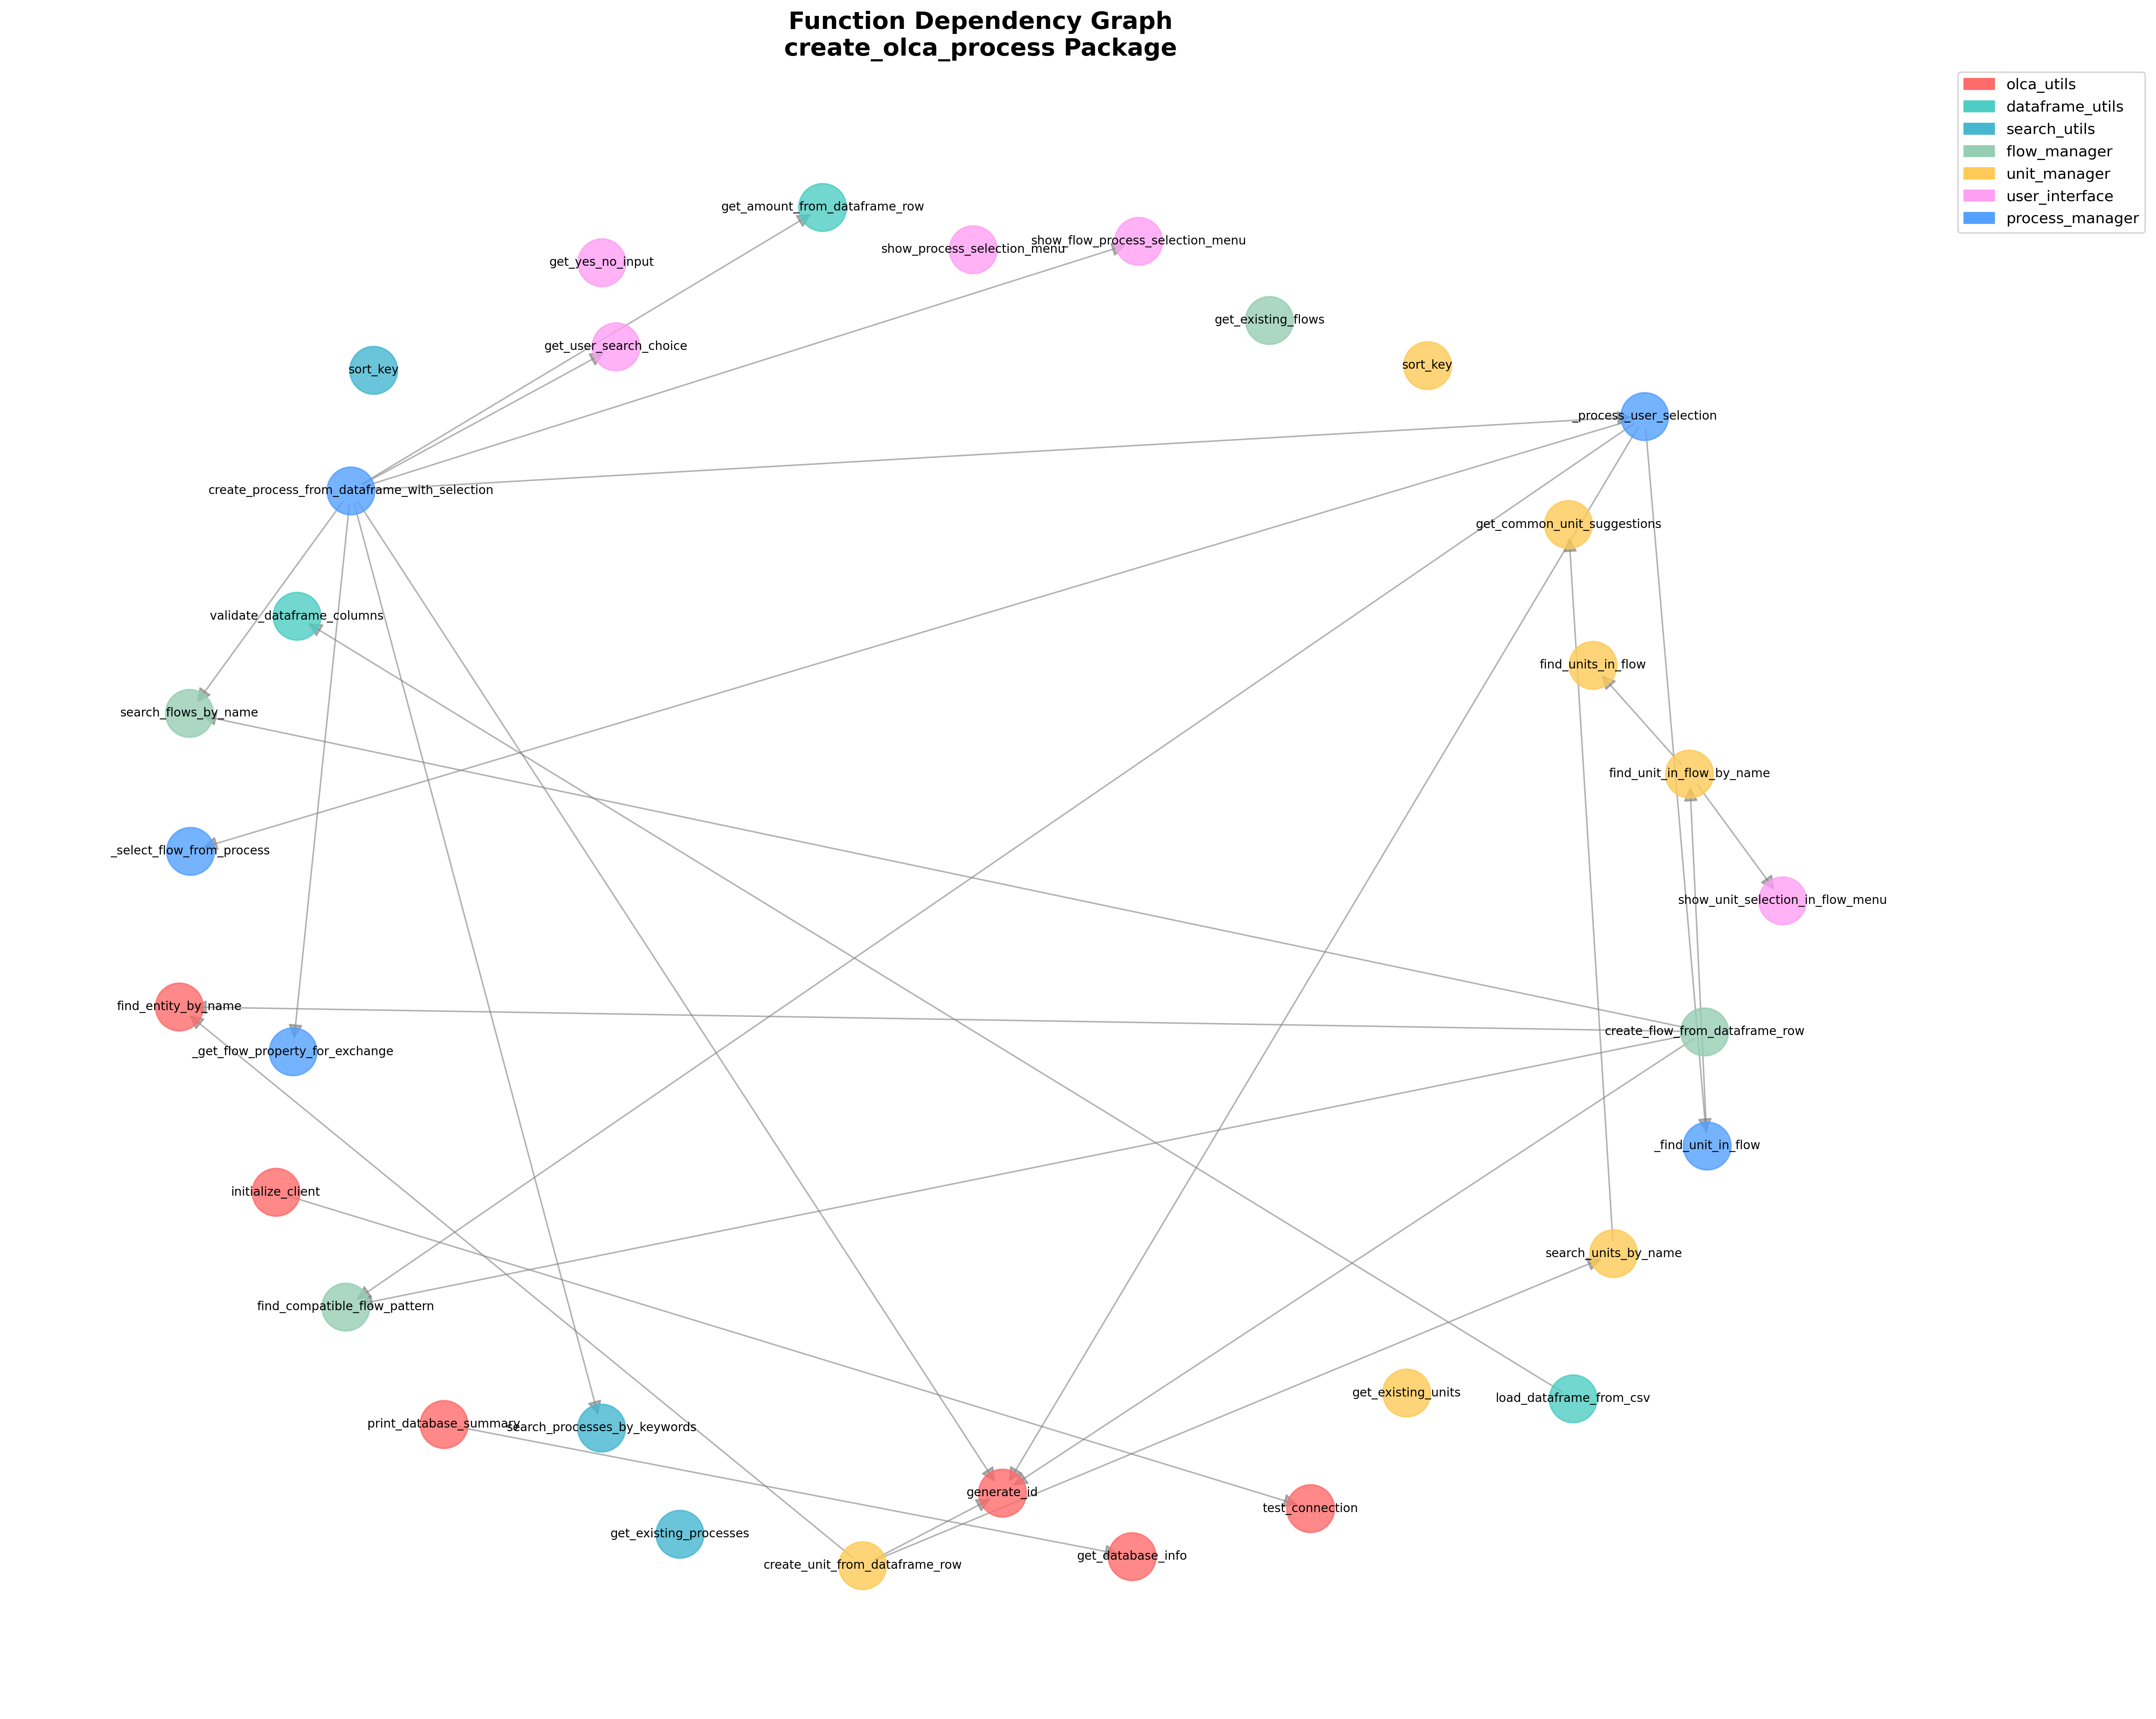 Function Dependency Graph
create_olca_process Package
olca_utils
dataframe_utils
search_utils
flow_manager
unit_manager
user_interface
process_manager
get_amount_from_dataframe_row
show_flow_process_selection_menu
show_process_selection_menu
get_yes_no_input
get_existing_flows
get_user_search_choice
sort_key
sort_key
_process_user_selection
create_process_from_dataframe_with_selection
get_common_unit_suggestions
validate_dataframe_columns
find_units_in_flow
search_flows_by_name
find_unit_in_flow_by_name
_select_flow_from_process
show_unit_selection_in_flow_menu
find_entity_by_name
create_flow_from_dataframe_row
_get_flow_property_for_exchange
_find_unit_in_flow
initialize_client
search_units_by_name
find_compatible_flow_pattern
get_existing_units
load_dataframe_from_csv
print_database_summary
search_processes_by_keywords
generate_id
test_connection
get_existing_processes
get_database_info
create_unit_from_dataframe_row